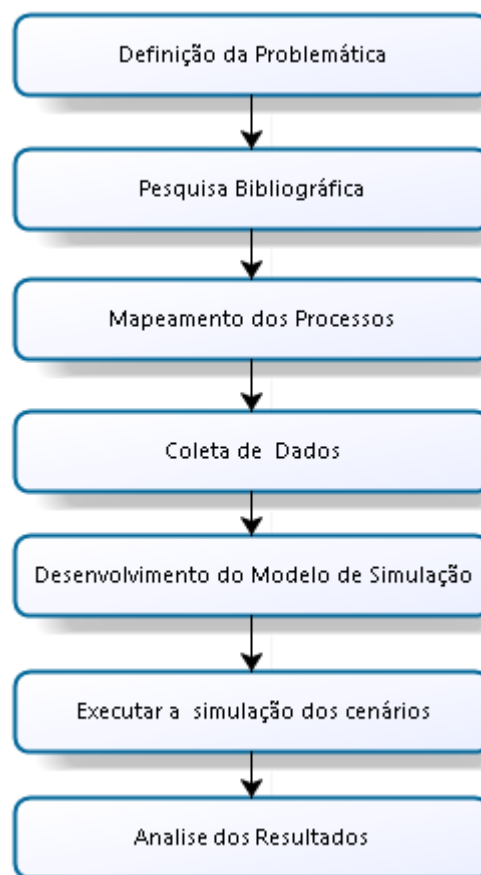 Definição da Problemática
Pesquisa Bibliográfica
Mapeamento dos Processos
Coleta de Dados
Desenvolvimento do Modelo de Simulação
Executar a simulação dos cenários
Analise dos Resultados